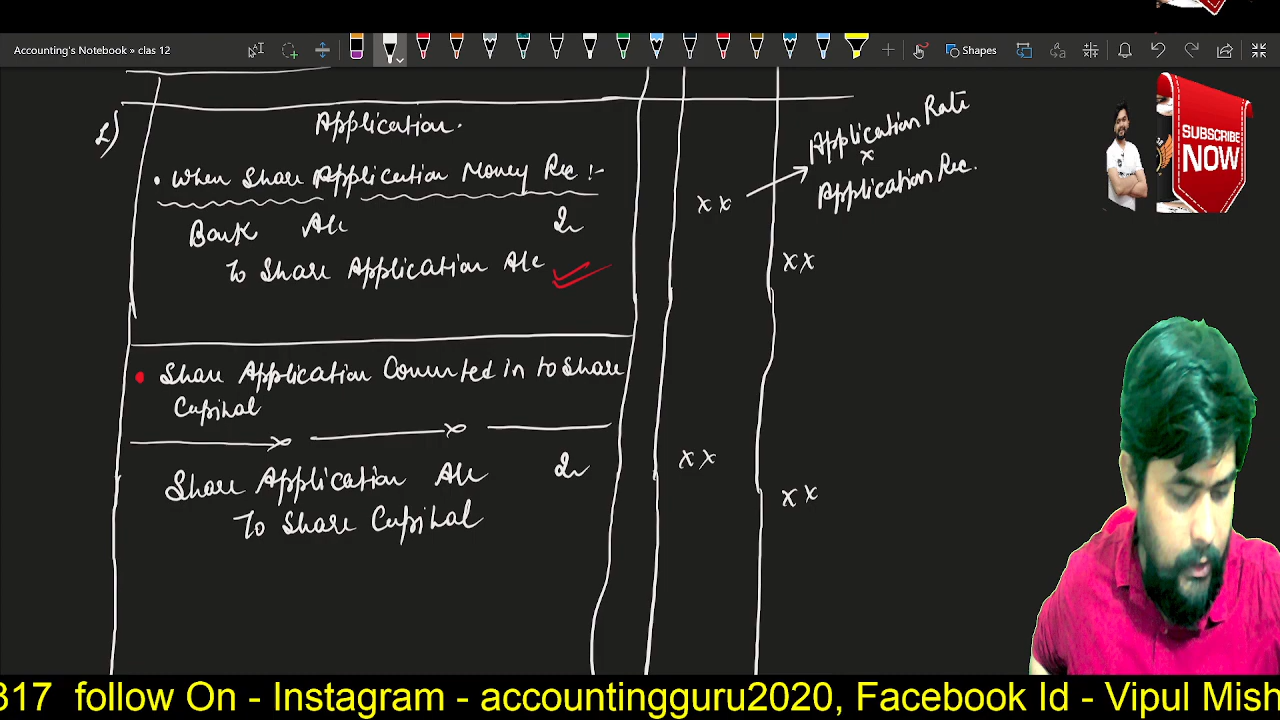 Accounting's Notebook » clas 12
Shapes
SUBSCRIBE
NOW
2)
Application.
• When Share Application Money Rec :-
Bank A/c Dr
To Share Application A/c
xx
xx
Application Rate
x
Application Rec.
• Share Application Converted in to Share
Capital
Share Application A/c Dr
To Share Capital
xx
xx
817 follow On - Instagram - accountingguru2020, Facebook Id - Vipul Mish